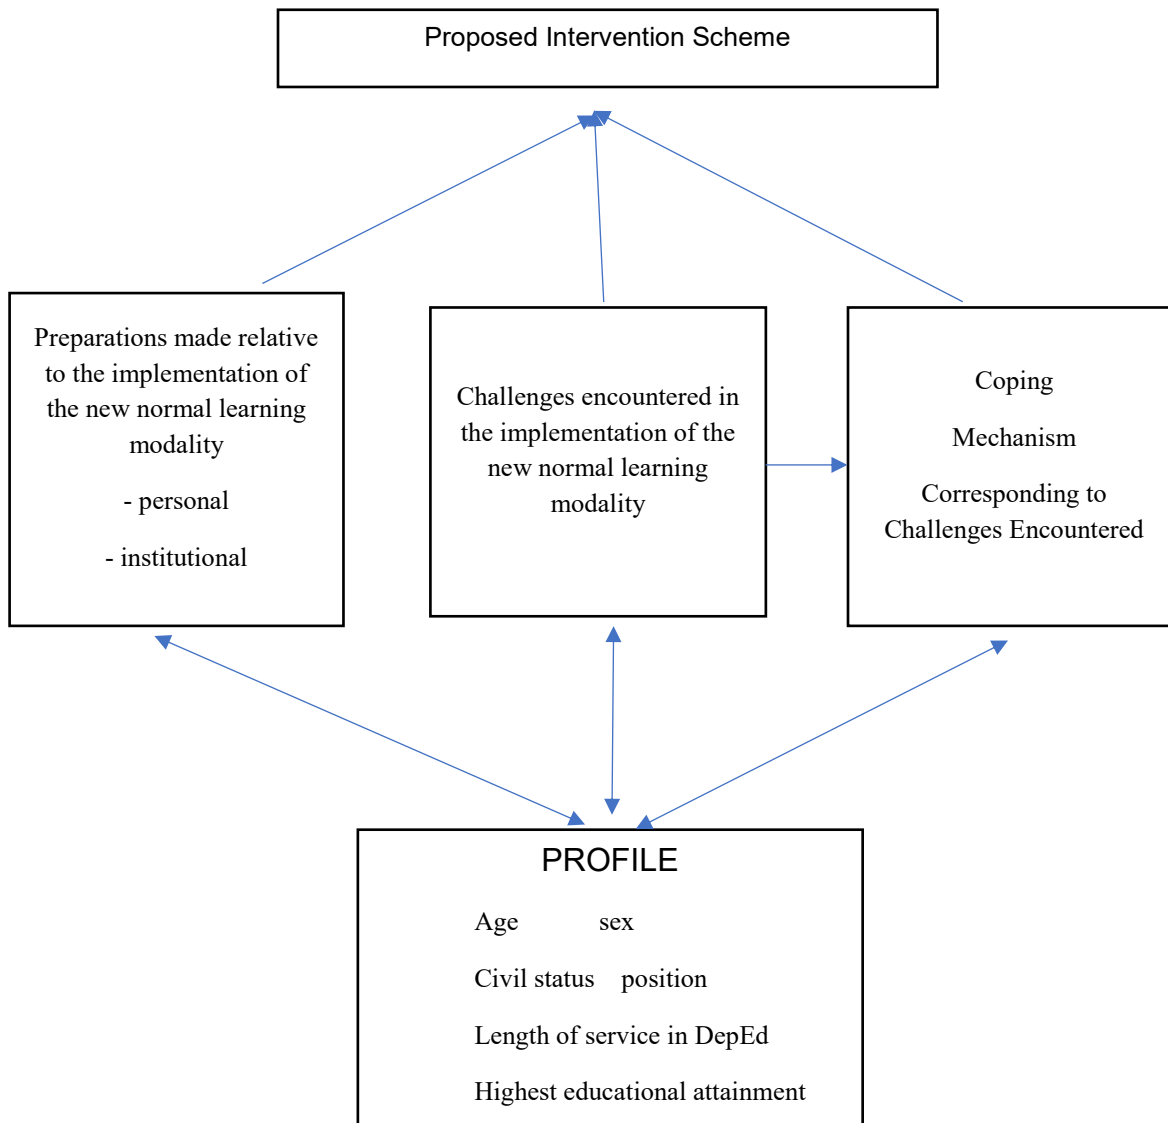 Proposed Intervention Scheme
Preparations made relative
to the implementation of
the new normal learning
modality
- personal
- institutional
Challenges encountered in
the implementation of the
new normal learning
modality
Coping
Mechanism
Corresponding to
Challenges Encountered
PROFILE
Age sex
Civil status position
Length of service in DepEd
Highest educational attainment